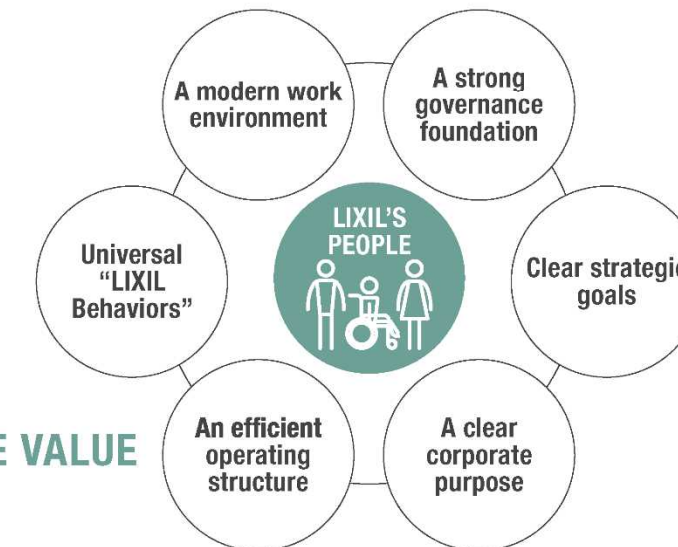 A modern work
environment
A strong
governance
foundation
LIXIL'S
PEOPLE
Universal
“LIXIL
Behaviors”
Clear strategic
goals
An efficient
operating
structure
A clear
corporate
purpose
E VALUE